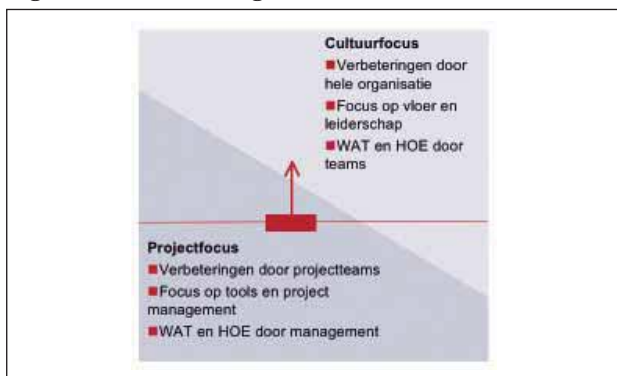 Cultuurfocus
■Verbeteringen door
hele organisatie
■Focus op vloer en
leiderschap
■WAT en HOE door
teams
Projectfocus
■Verbeteringen door projectteams
■Focus op tools en project
management
■WAT en HOE door management